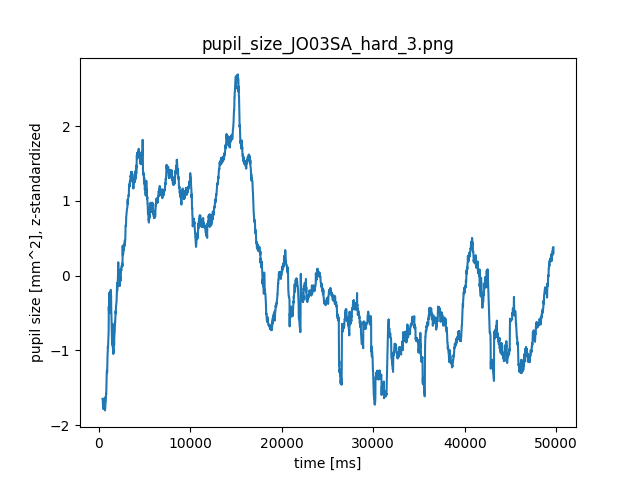 pupil_size_JO03SA_hard_3.png
pupil size [mm^2], z-standardized
2
1
0
−1
−2
0 10000 20000 30000 40000 50000
time [ms]